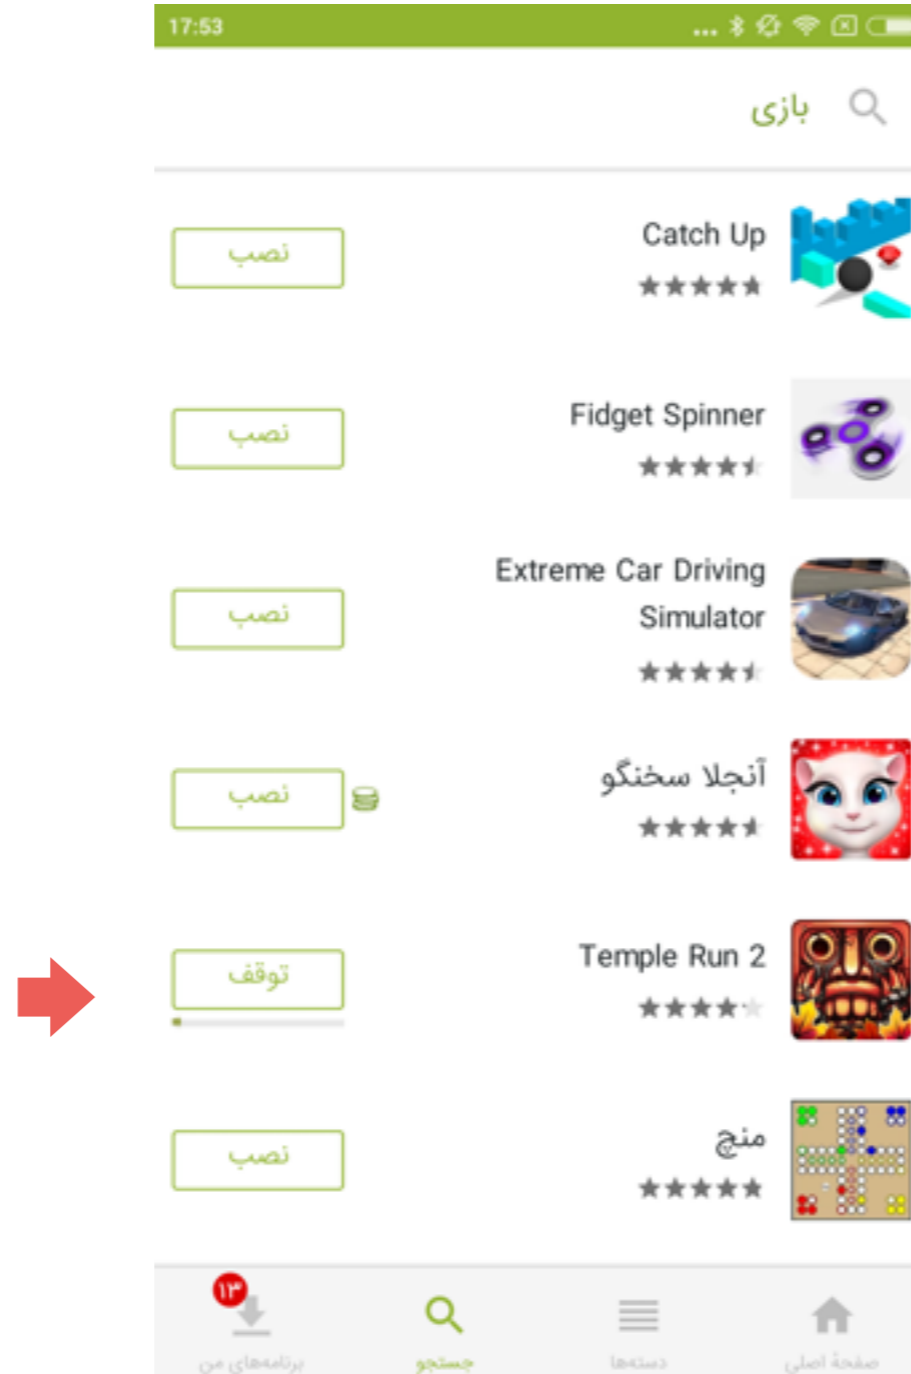 17:53
بازی
Catch Up
نصب
Fidget Spinner
نصب
Extreme Car Driving
Simulator
نصب
آنجلا سخنگو
نصب
Temple Run 2
توقف
منچ
نصب
۱۳
صفحهٔ اصلی
دسته‌ها
جستجو
برنامه‌های من